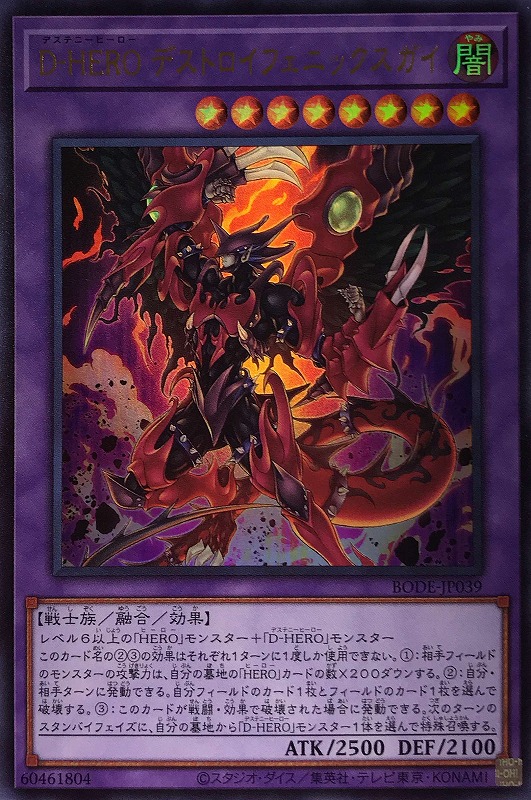 デステニーヒーロー
D-HERO デストロイフェニックスガイ
やみ
闇
BODE-JP039
【戦士族／融合／効果】
レベル６以上の「HERO」モンスター＋「D-HERO」モンスター
このカード名の②③の効果はそれぞれ1ターンに1度しか使用できない。①：相手フィールド
のモンスターの攻撃力は、自分の墓地の「HERO」カードの数×200ダウンする。②：自分・
相手ターンに発動できる。自分フィールドのカード1枚とフィールドのカード1枚を選んで
破壊する。③：このカードが戦闘・効果で破壊された場合に発動できる。次のターンの
スタンバイフェイズに、自分の墓地から「D-HERO」モンスター1体を選んで特殊召喚する。
ATK/2500 DEF/2100
60461804
©スタジオ・ダイス／集英社・テレビ東京・KONAMI